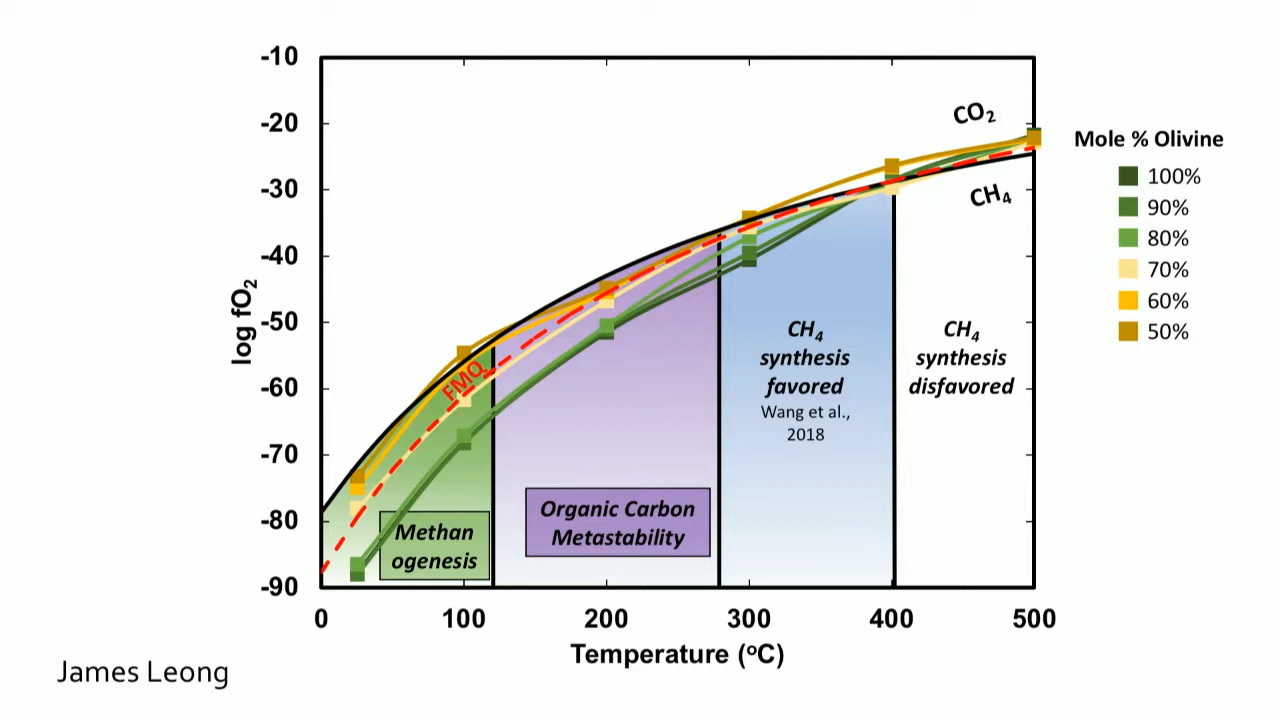 -10
-20
-30
-40
-50
-60
-70
-80
-90
log fO₂
0
100
200
300
400
500
Temperature (ºC)
CO₂
CH₄
FMQ
Methan
ogenesis
Organic Carbon
Metastability
CH₄
synthesis
favored
Wang et al.,
2018
CH₄
synthesis
disfavored
Mole % Olivine
100%
90%
80%
70%
60%
50%
James Leong